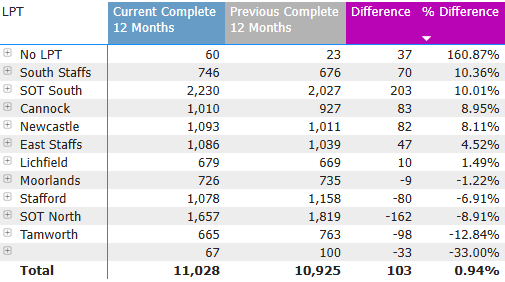 LPT Current Complete 12 Months Previous Complete 12 Months Difference % Difference
No LPT 60 23 37 160.87%
South Staffs 746 676 70 10.36%
SOT South 2,230 2,027 203 10.01%
Cannock 1,010 927 83 8.95%
Newcastle 1,093 1,011 82 8.11%
East Staffs 1,086 1,039 47 4.52%
Lichfield 679 669 10 1.49%
Moorlands 726 735 -9 -1.22%
Stafford 1,078 1,158 -80 -6.91%
SOT North 1,657 1,819 -162 -8.91%
Tamworth 665 763 -98 -12.84%
67 100 -33 -33.00%
Total 11,028 10,925 103 0.94%